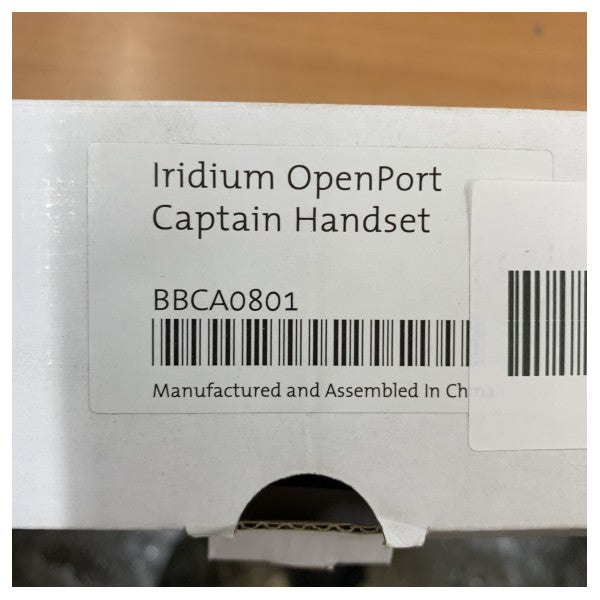 Iridium OpenPort
Captain Handset
BBCA0801
Manufactured and Assembled In China